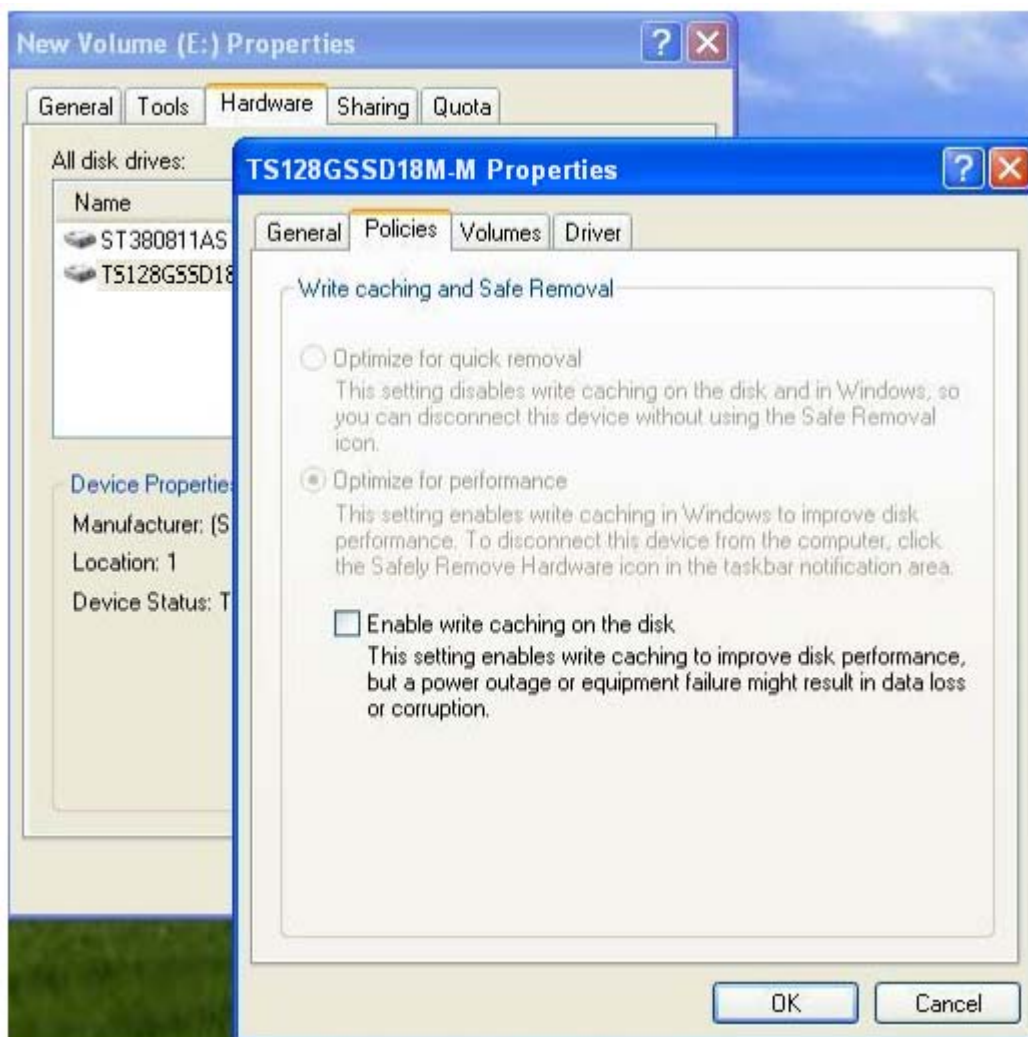 New Volume (E:) Properties
General Tools Hardware Sharing Quota
All disk drives:
Name
ST380811AS
TS128GSSD18
Device Propertie
Manufacturer: (S
Location: 1
Device Status: T
TS128GSSD18M-M Properties
General Policies Volumes Driver
Write caching and Safe Removal
Optimize for quick removal
This setting disables write caching on the disk and in Windows, so
you can disconnect this device without using the Safe Removal
icon.
Optimize for performance
This setting enables write caching in Windows to improve disk
performance. To disconnect this device from the computer, click
the Safely Remove Hardware icon in the taskbar notification area.
Enable write caching on the disk
This setting enables write caching to improve disk performance,
but a power outage or equipment failure might result in data loss
or corruption.
OK Cancel